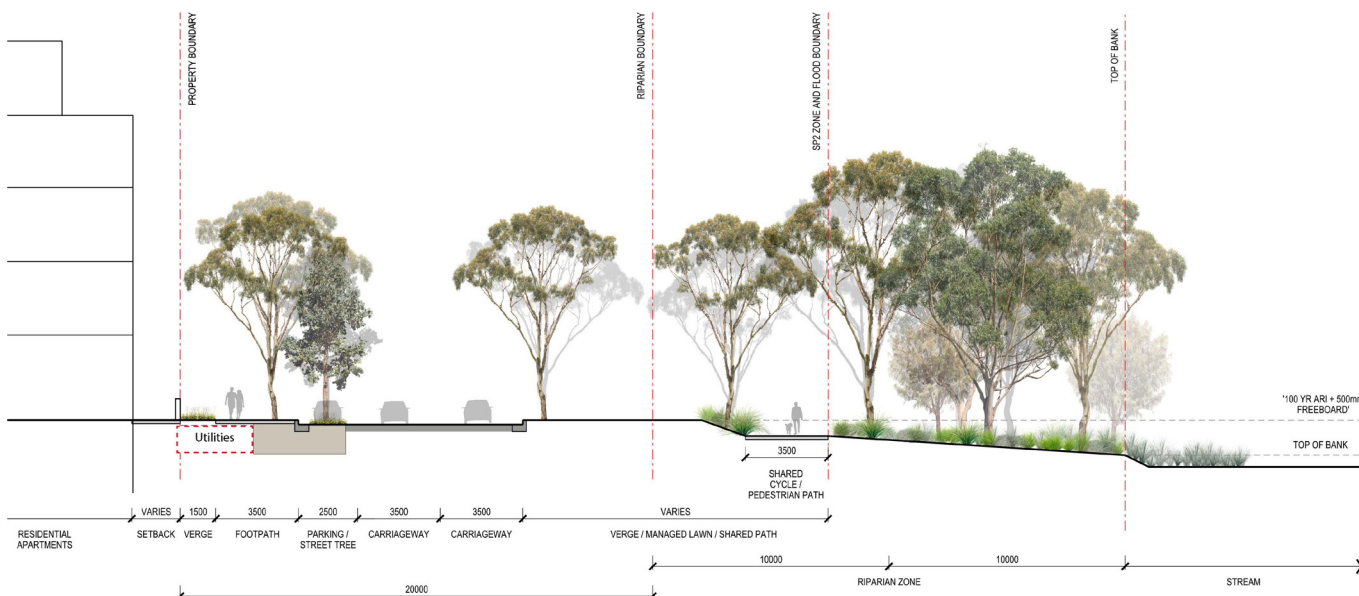 PROPERTY BOUNDARY
RIPARIAN BOUNDARY
SP2 ZONE AND FLOOD BOUNDARY
TOP OF BANK
'100 YR ARI + 500mm
FREEBOARD'
TOP OF BANK
Utilities
3500
SHARED
CYCLE /
PEDESTRIAN PATH
VARIES
1500
3500
2500
3500
3500
VARIES
RESIDENTIAL
APARTMENTS
SETBACK
VERGE
FOOTPATH
PARKING /
STREET TREE
CARRIAGEWAY
CARRIAGEWAY
VERGE / MANAGED LAWN / SHARED PATH
10000
10000
RIPARIAN ZONE
STREAM
20000